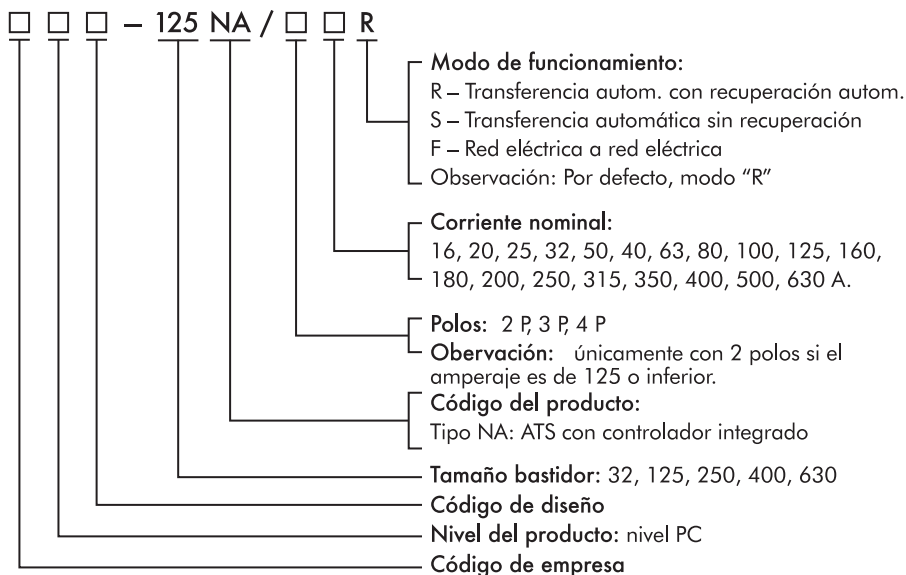 □ □ □ – 125 NA / □ □ R
Modo de funcionamiento:
R – Transferencia autom. con recuperación autom.
S – Transferencia automática sin recuperación
F – Red eléctrica a red eléctrica
Observación: Por defecto, modo “R”
Corriente nominal:
16, 20, 25, 32, 50, 40, 63, 80, 100, 125, 160,
180, 200, 250, 315, 350, 400, 500, 630 A.
Polos: 2 P, 3 P, 4 P
Obervación: únicamente con 2 polos si el
amperaje es de 125 o inferior.
Código del producto:
Tipo NA: ATS con controlador integrado
Tamaño bastidor: 32, 125, 250, 400, 630
Código de diseño
Nivel del producto: nivel PC
Código de empresa